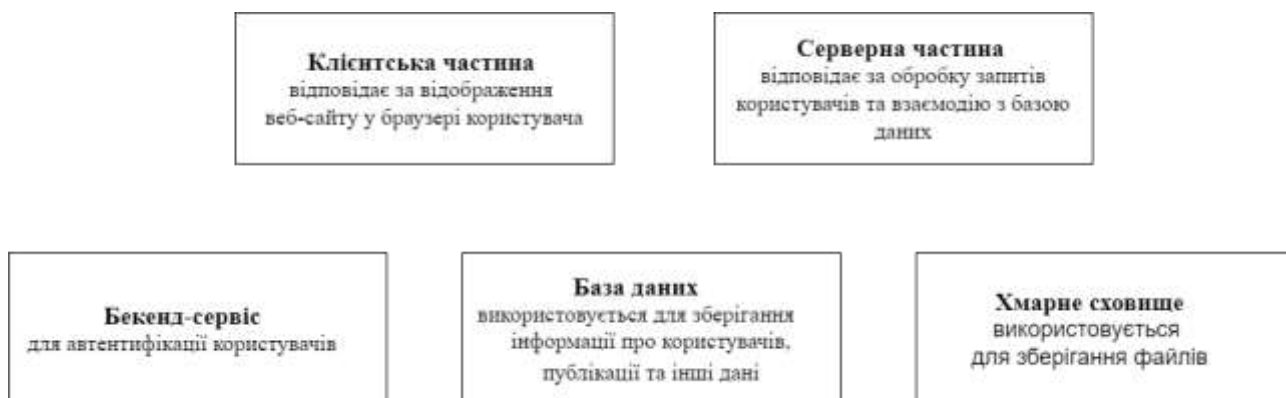 Клієнтська частина
відповідає за відображення
веб-сайту у браузері користувача
Серверна частина
відповідає за обробку запитів
користувачів та взаємодію з базою
даних
Бекенд-сервіс
для автентифікації користувачів
База даних
використовується для зберігання
інформації про користувачів,
публікації та інші дані
Хмарне сховище
використовується
для зберігання файлів